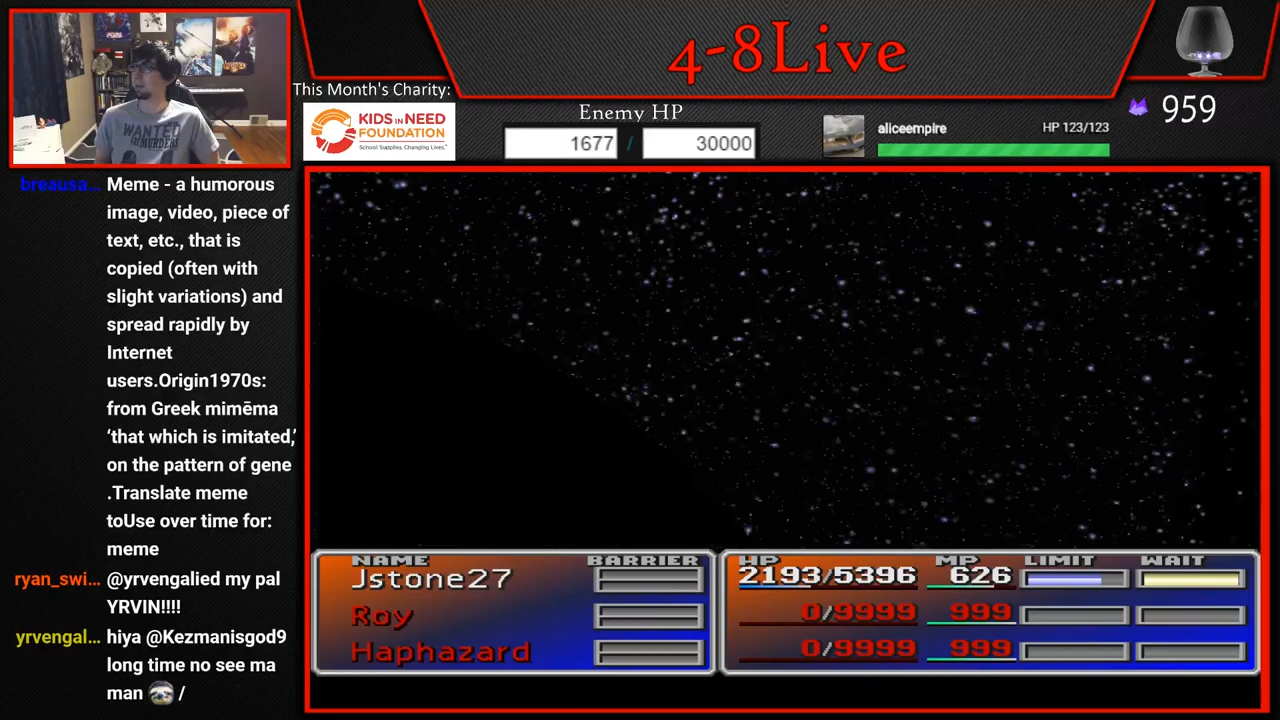 4-8Live
This Month's Charity:
KIDS IN NEED
FOUNDATION
School Supplies. Changing Lives.
Enemy HP
1677 / 30000
aliceempire HP 123/123
959
WANTED
breausa... Meme - a humorous
image, video, piece of
text, etc., that is
copied (often with
slight variations) and
spread rapidly by
Internet
users.Origin1970s:
from Greek mimēma
‘that which is imitated,’
on the pattern of gene
.Translate meme
toUse over time for:
meme
ryan_swi... @yrvengalied my pal
YRVIN!!!!
yrvengal... hiya @Kezmanisgod9
long time no see ma
man /
NAME BARRIER HP MP LIMIT WAIT
Jstone27 2193/5396 626
Roy 0/9999 999
Haphazard 0/9999 999